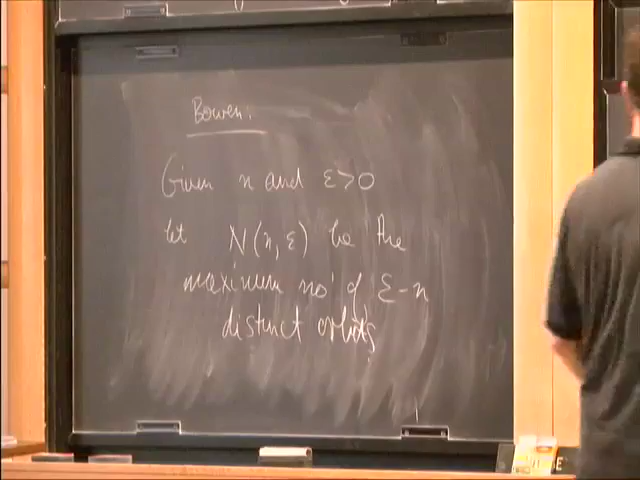 Bowen:
Given n and ε>0
let N(n, ε) be the
maximum no' of ε-n
distinct orbits